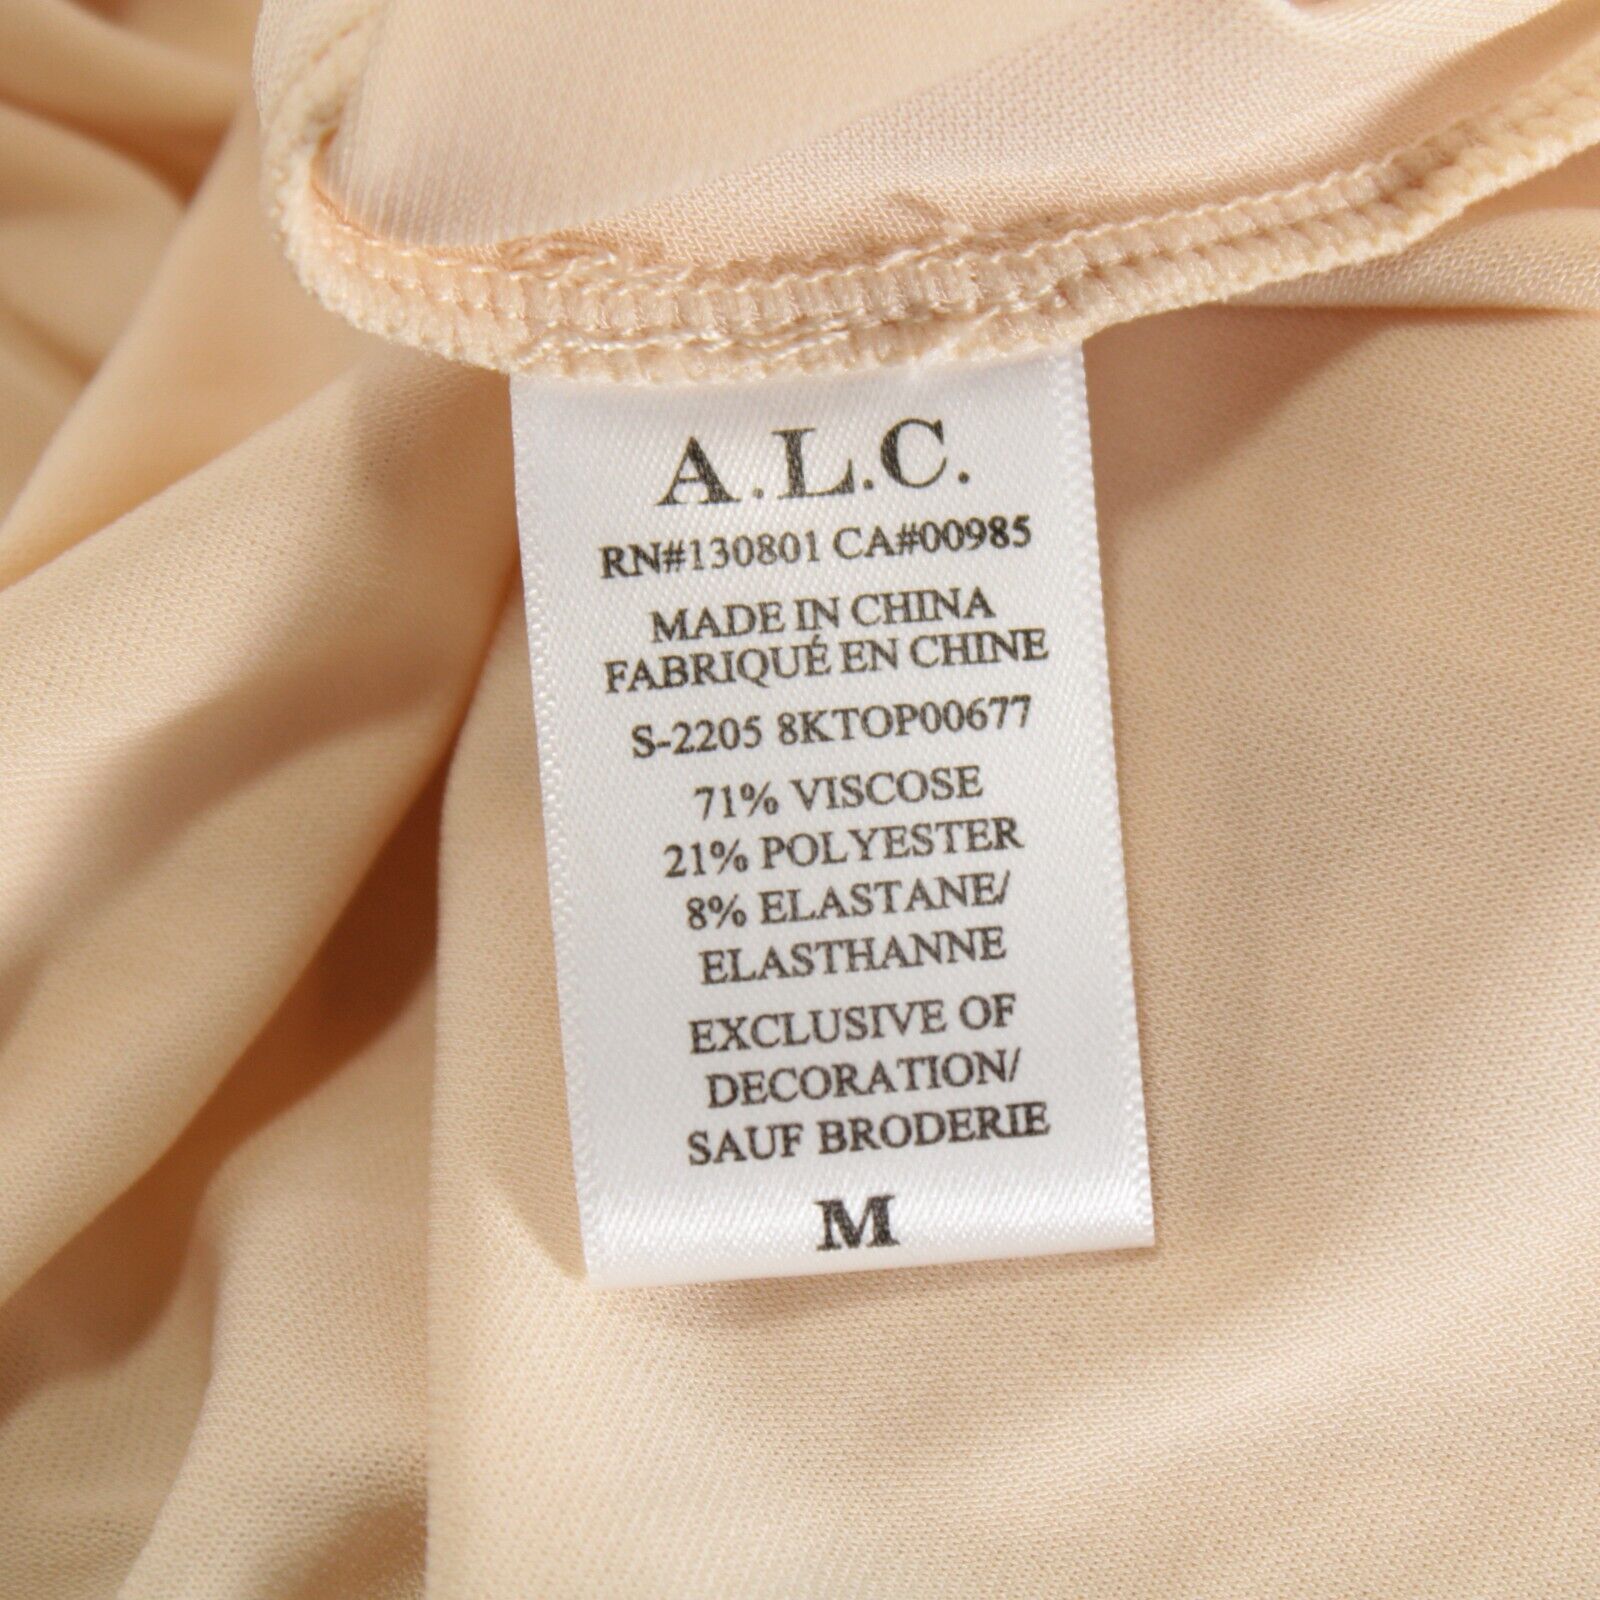 A.L.C.
RN#130801 CA#00985
MADE IN CHINA
FABRIQUÉ EN CHINE
S-2205 8KTOP00677
71% VISCOSE
21% POLYESTER
8% ELASTANE/
ELASTHANNE
EXCLUSIVE OF
DECORATION/
SAUF BRODERIE
M